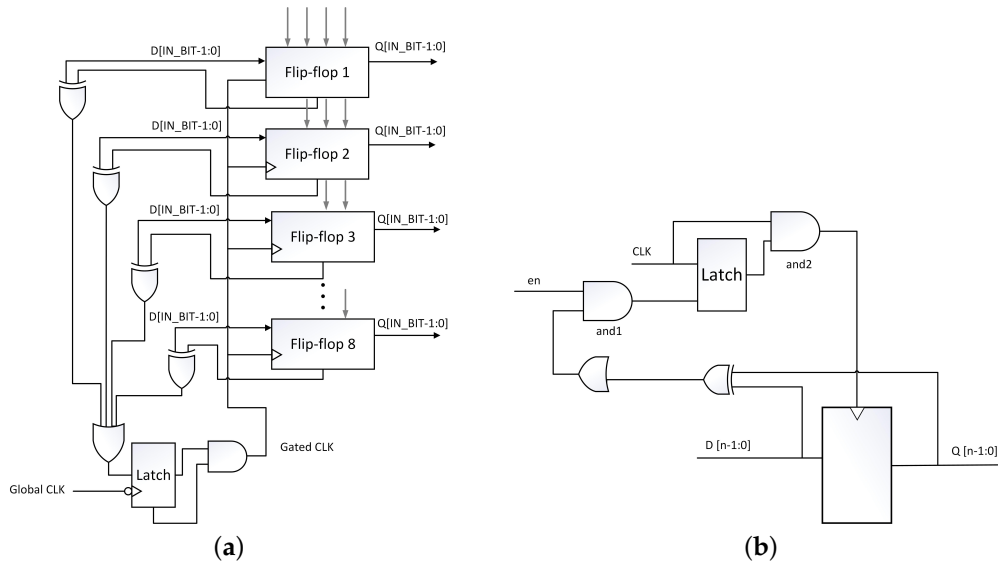 D[IN_BIT-1:0]
Q[IN_BIT-1:0]
Flip-flop 1
D[IN_BIT-1:0]
Q[IN_BIT-1:0]
Flip-flop 2
D[IN_BIT-1:0]
Q[IN_BIT-1:0]
Flip-flop 3
D[IN_BIT-1:0]
Q[IN_BIT-1:0]
Flip-flop 8
Gated CLK
Latch
Global CLK
(a)
CLK
Latch
and2
en
and1
D [n-1:0]
Q [n-1:0]
(b)